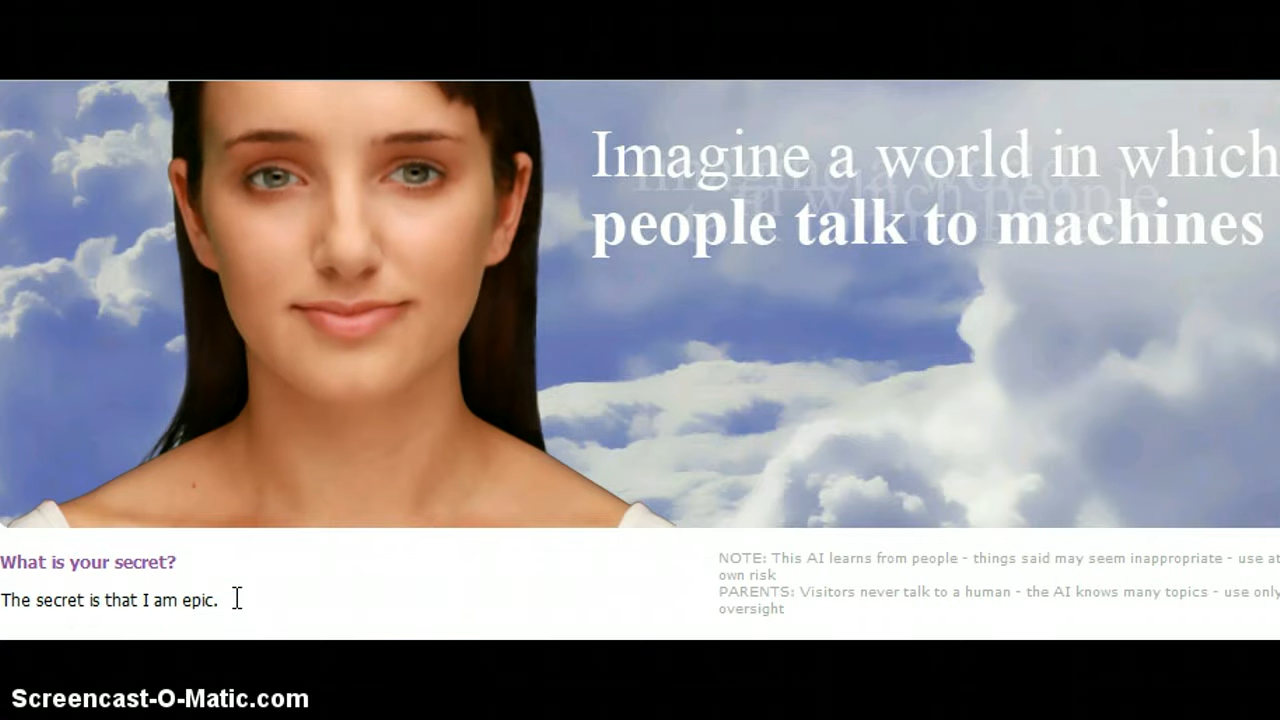 Imagine a world in which
people talk to machines
What is your secret?
The secret is that I am epic.
NOTE: This AI learns from people - things said may seem inappropriate - use at
own risk
PARENTS: Visitors never talk to a human - the AI knows many topics - use only
oversight
Screencast-O-Matic.com